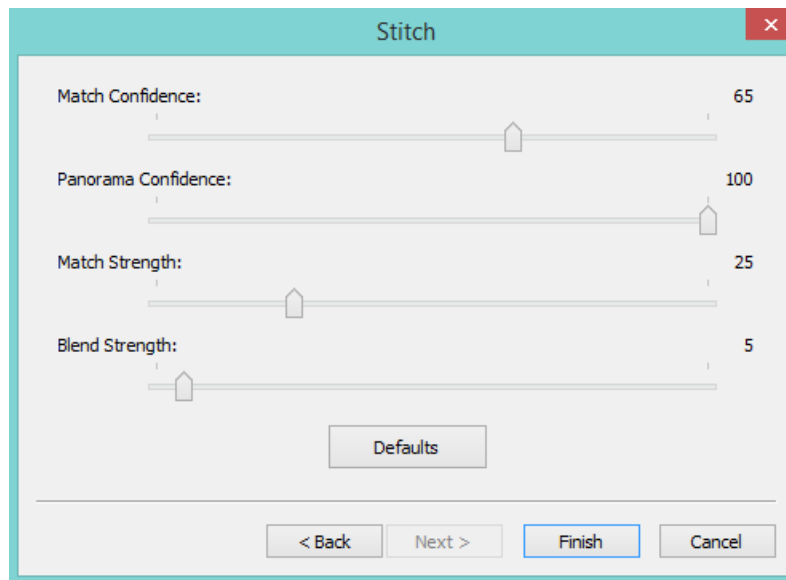 Stitch
Match Confidence: 65
Panorama Confidence: 100
Match Strength: 25
Blend Strength: 5
Defaults
< Back Next > Finish Cancel